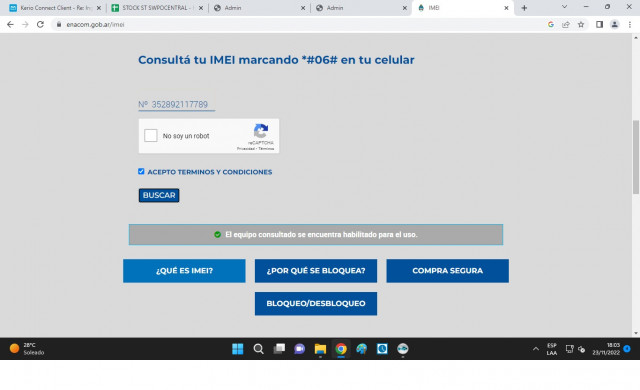 Kerio Connect Client - Re: In
STOCK ST SWPOCENTRAL -
Admin
Admin
IMEI
enacom.gob.ar/imei
Consultá tu IMEI marcando *#06# en tu celular
Nº 352892117789
No soy un robot
reCAPTCHA
Privacidad - Términos
ACEPTO TERMINOS Y CONDICIONES
BUSCAR
El equipo consultado se encuentra habilitado para el uso.
¿QUÉ ES IMEI?
¿POR QUÉ SE BLOQUEA?
COMPRA SEGURA
BLOQUEO/DESBLOQUEO
28°C
Soleado
ESP
LAA
18:03
23/11/2022